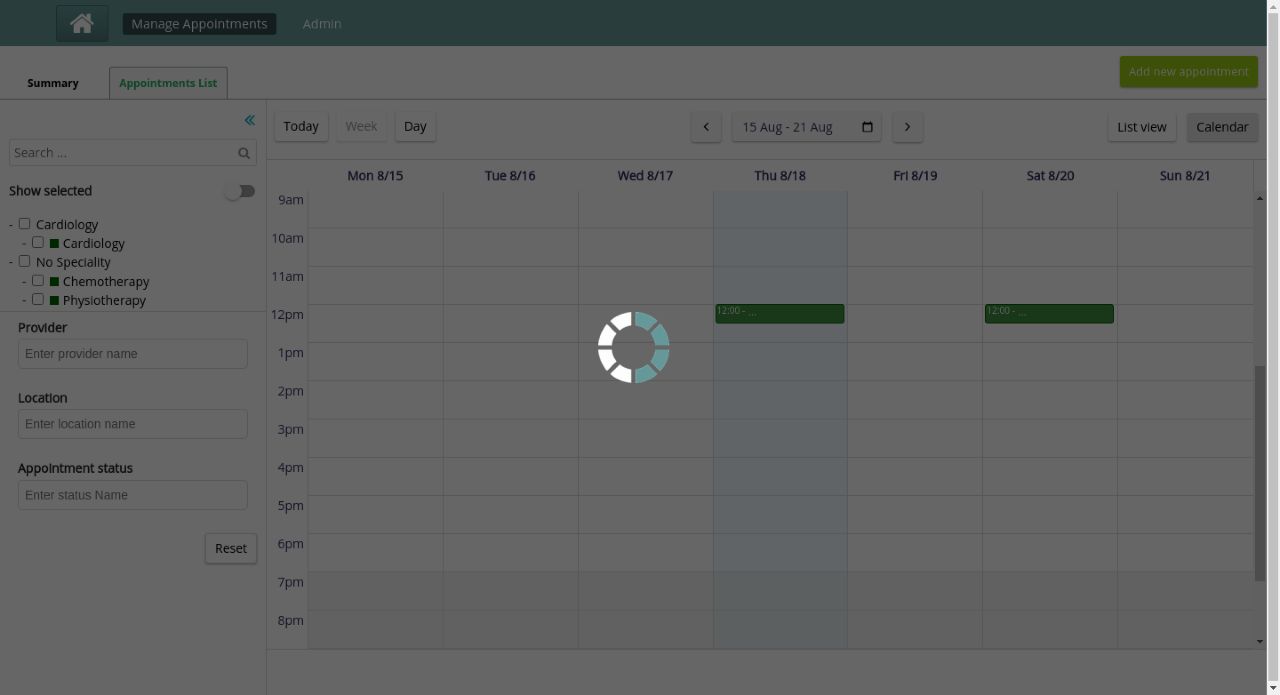 Manage Appointments
Admin
Summary
Appointments List
Add new appointment
Today
Week
Day
15 Aug - 21 Aug
List view
Calendar
Search ...
Show selected
- Cardiology
- Cardiology
- No Speciality
- Chemotherapy
- Physiotherapy
Provider
Enter provider name
Location
Enter location name
Appointment status
Enter status Name
Reset
Mon 8/15
Tue 8/16
Wed 8/17
Thu 8/18
Fri 8/19
Sat 8/20
Sun 8/21
9am
10am
11am
12pm
12:00 - ...
12:00 - ...
1pm
2pm
3pm
4pm
5pm
6pm
7pm
8pm